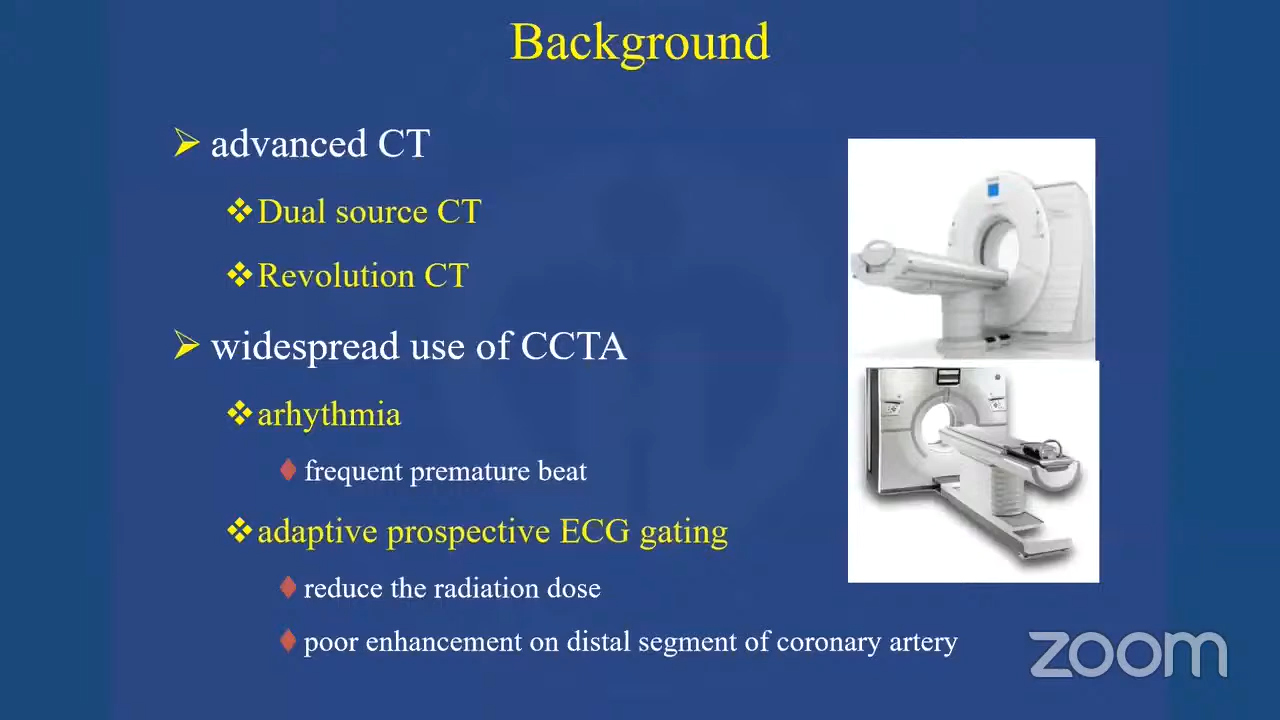 Background
advanced CT
Dual source CT
Revolution CT
widespread use of CCTA
arhythmia
frequent premature beat
adaptive prospective ECG gating
reduce the radiation dose
poor enhancement on distal segment of coronary artery
zoom